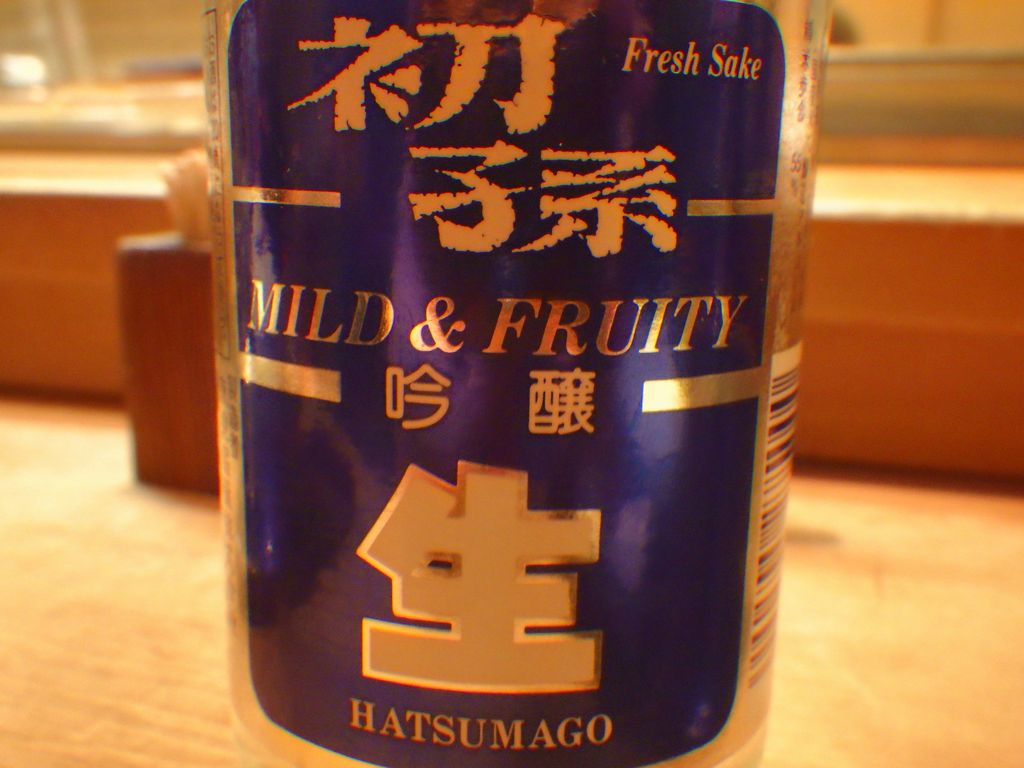 初孫
Fresh Sake
MILD & FRUITY
吟醸
生
HATSUMAGO